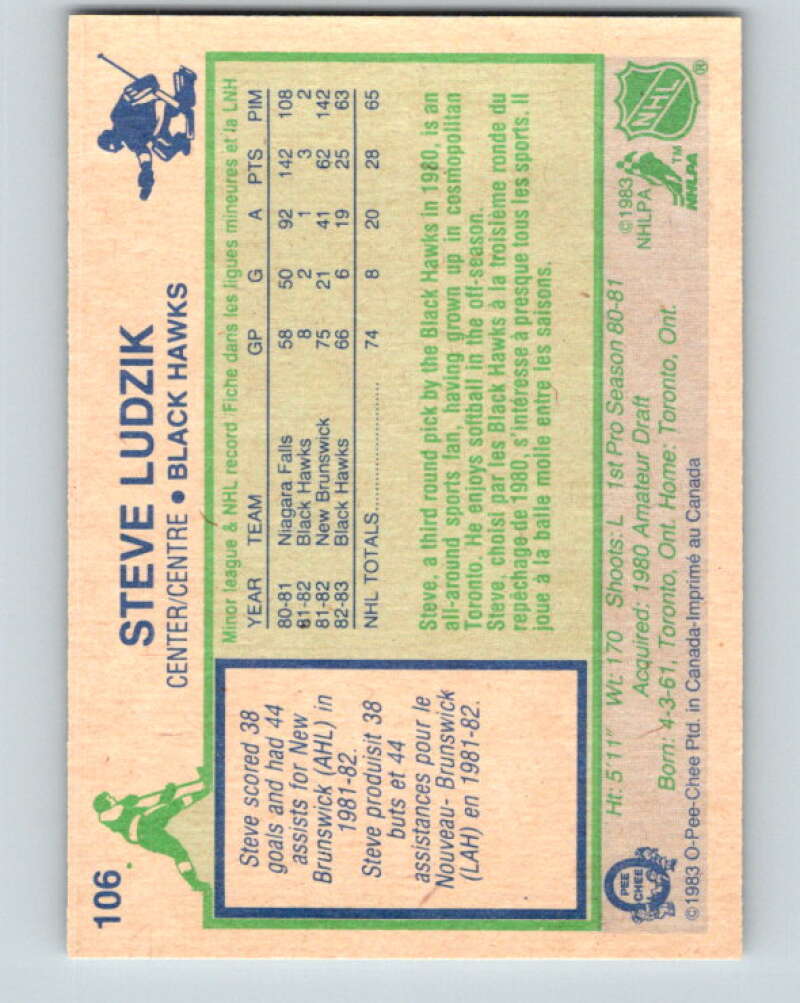 106
STEVE LUDZIK
CENTER/CENTRE • BLACK HAWKS
Steve scored 38
goals and had 44
assists for New
Brunswick (AHL) in
1981-82.
Steve produisit 38
buts et 44
assistances pour le
Nouveau- Brunswick
(LAH) en 1981-82.
Minor league & NHL record/Fiche dans les ligues mineures et la LNH
YEAR TEAM GP G A PTS PIM
80-81 Niagara Falls 58 50 92 142 108
81-82 Black Hawks 8 2 1 3 2
81-82 New Brunswick 75 21 41 62 142
82-83 Black Hawks 66 6 19 25 63
NHL TOTALS 74 8 20 28 65
Steve, a third round pick by the Black Hawks in 1980, is an
all-around sports fan, having grown up in cosmopolitan
Toronto. He enjoys softball in the off-season.
Steve, choisi par les Black Hawks à la troisième ronde du
repêchage de 1980, s'intéresse à presque tous les sports. Il
joue à la balle molle entre les saisons.
Ht: 5'11" Wt: 170 Shoots: L 1st Pro Season 80-81
Acquired: 1980 Amateur Draft
Born: 4-3-61, Toronto, Ont. Home: Toronto, Ont.
©1983 O-Pee-Chee Ptd. in Canada-Imprimé au Canada
O PEE CHEE
©1983
NHLPA
NHLPA
TM
NHL
®